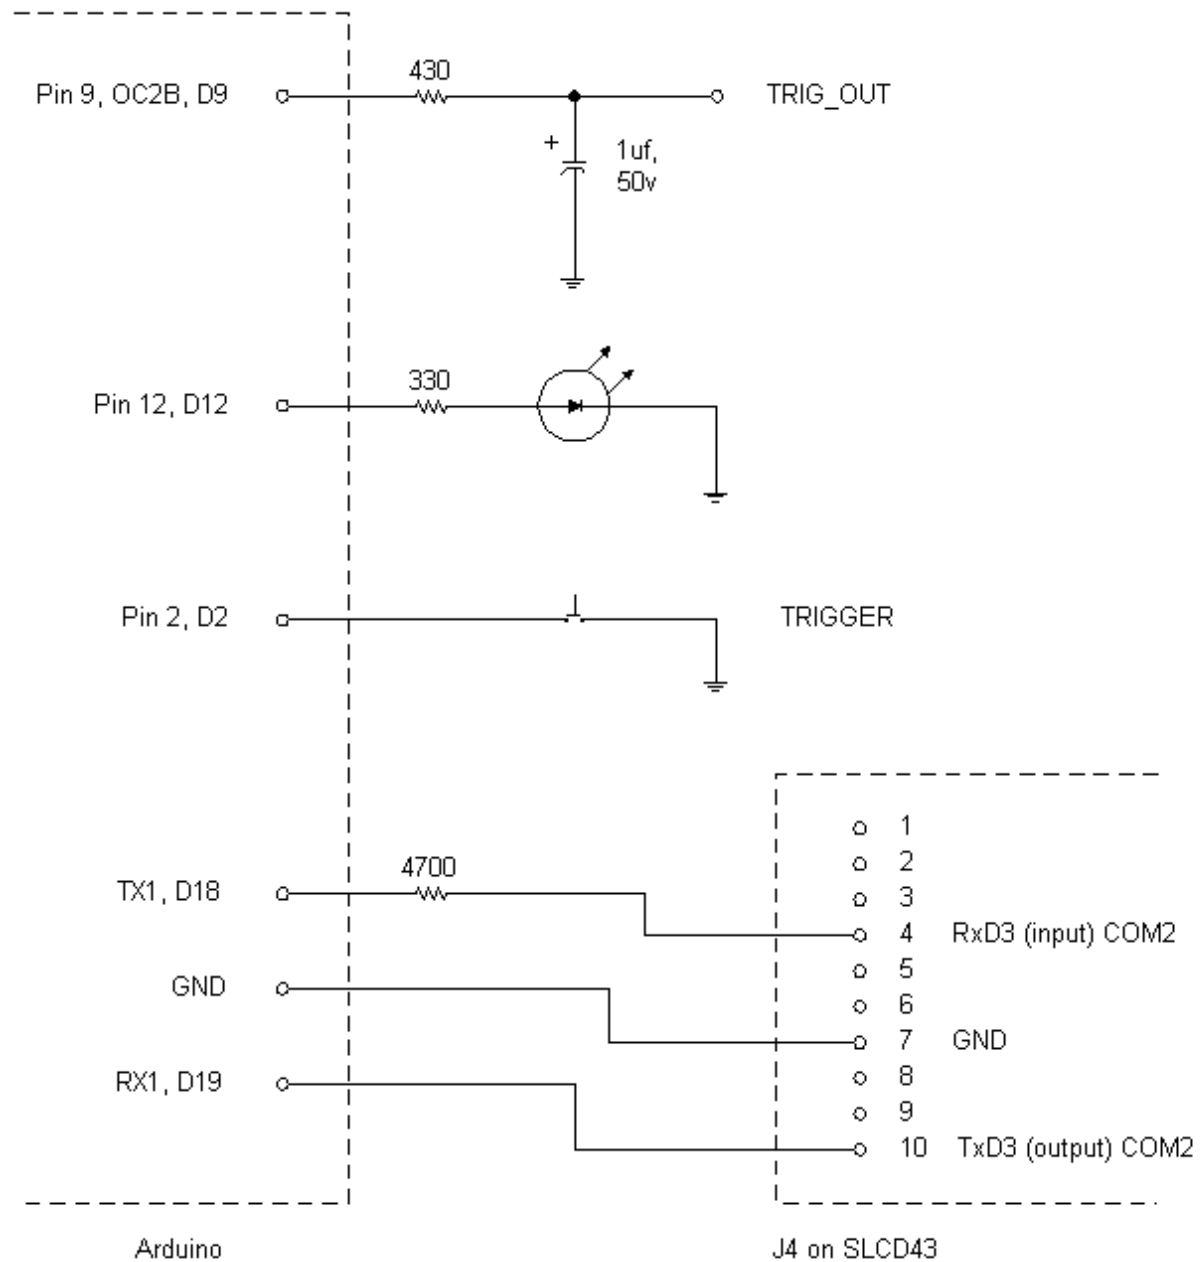 430
Pin 9, OC2B, D9
TRIG_OUT
+
1uf,
50v
330
Pin 12, D12
Pin 2, D2
TRIGGER
1
2
4700
TX1, D18
3
4 RxD3 (input) COM2
5
GND
6
7 GND
RX1, D19
8
9
10 TxD3 (output) COM2
Arduino
J4 on SLCD43